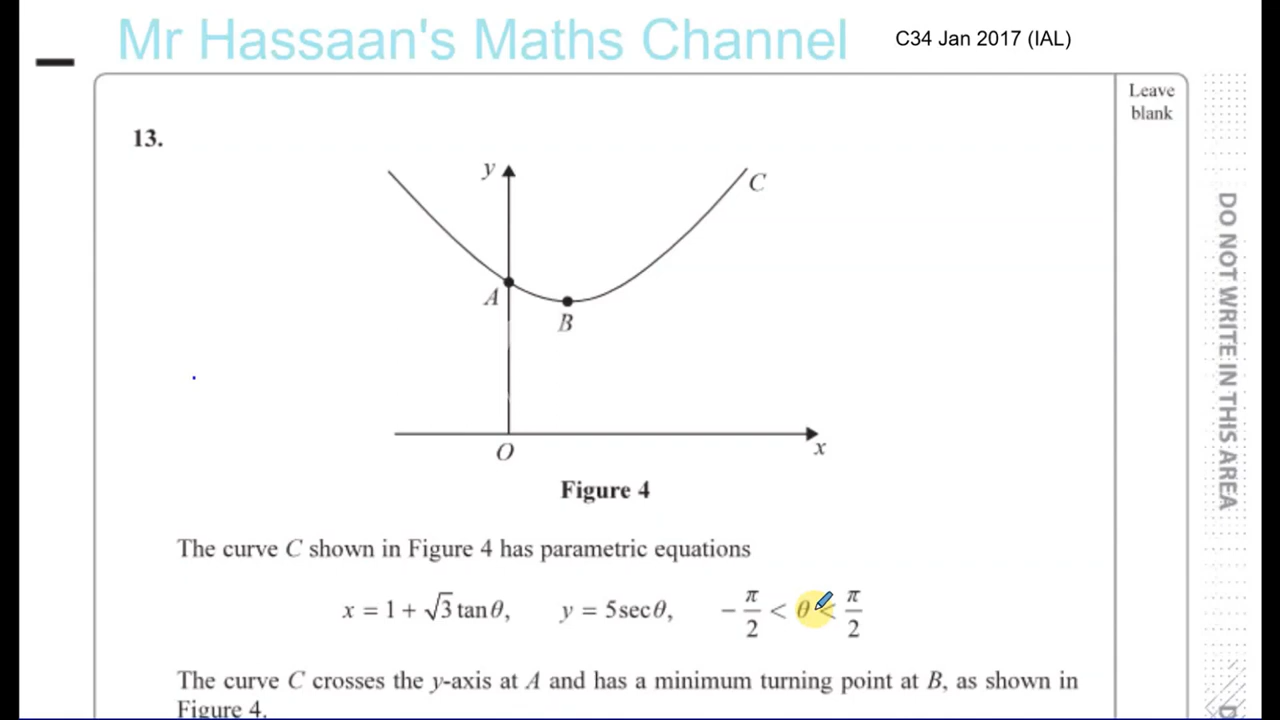 Mr Hassaan's Maths Channel
C34 Jan 2017 (IAL)
Leave
blank
13.
y
C
A
B
O
x
Figure 4
DO NOT WRITE IN THIS AREA
The curve C shown in Figure 4 has parametric equations
x = 1 + √3 tanθ, y = 5secθ, −π/2 < θ < π/2
The curve C crosses the y-axis at A and has a minimum turning point at B, as shown in
Figure 4.
D